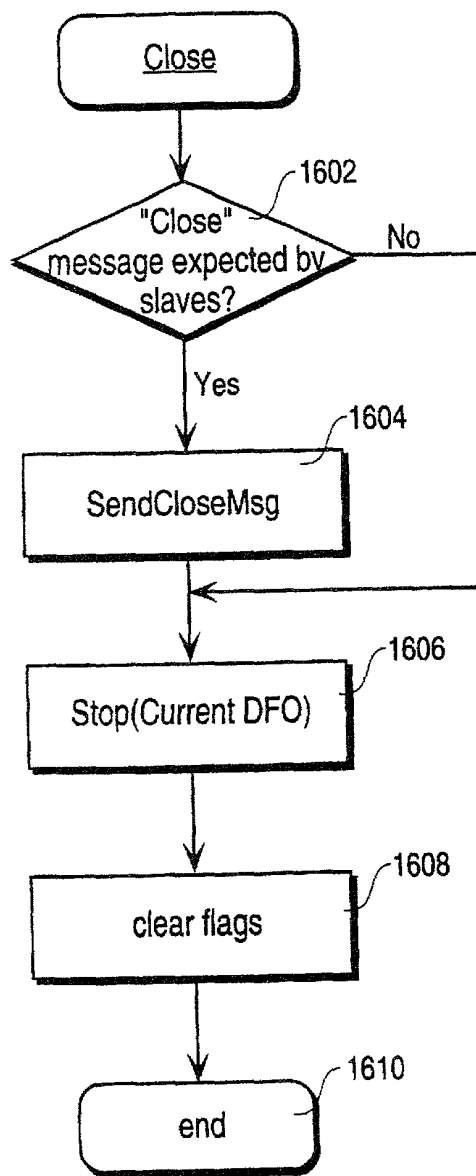 Close
1602
"Close"
message expected by
slaves?
No
Yes
1604
SendCloseMsg
1606
Stop(Current DFO)
1608
clear flags
1610
end